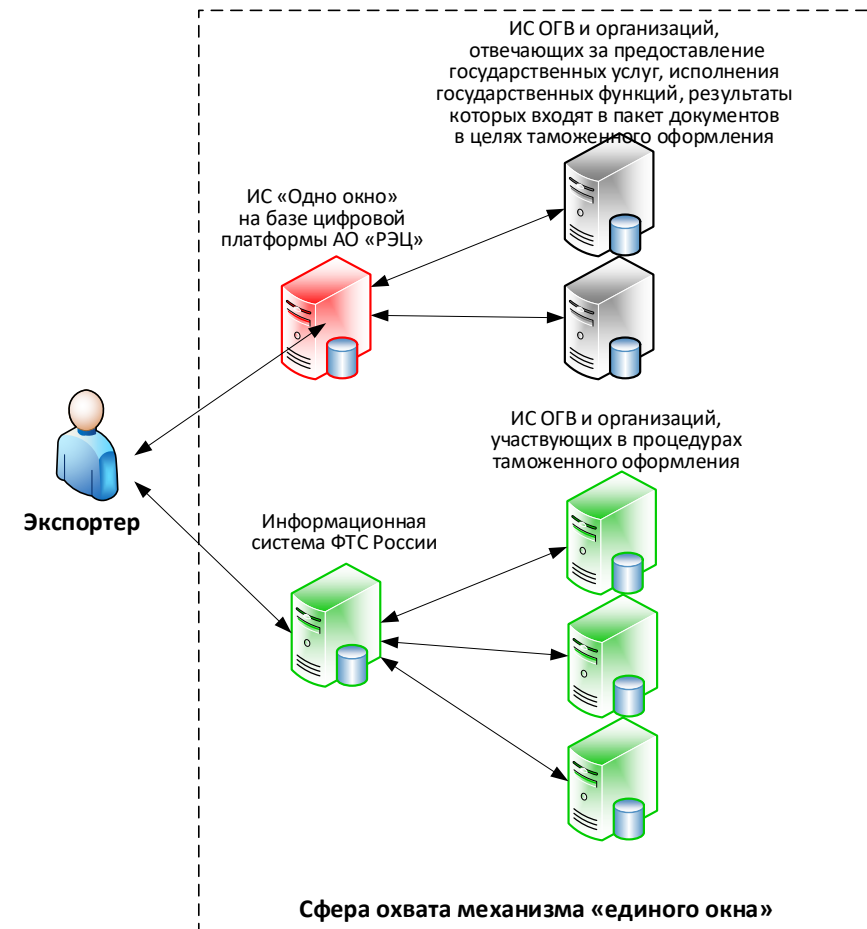 ИС ОГВ и организаций,
отвечающих за предоставление
государственных услуг, исполнения
государственных функций, результаты
которых входят в пакет документов
в целях таможенного оформления
ИС «Одно окно»
на базе цифровой
платформы АО «РЭЦ»
ИС ОГВ и организаций,
участвующих в процедурах
таможенного оформления
Экспортер
Информационная
система ФТС России
Сфера охвата механизма «единого окна»